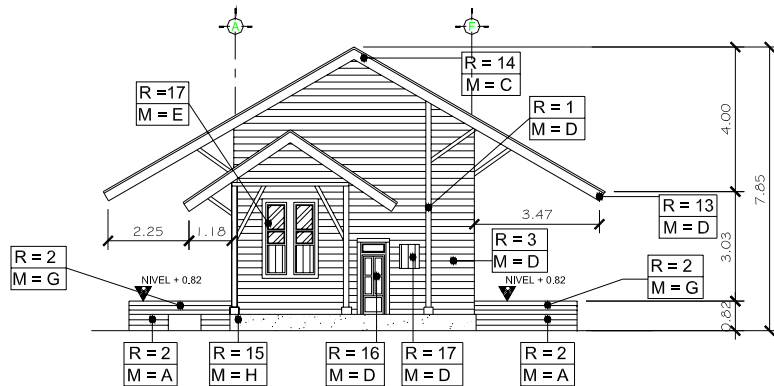 A
F
R = 14
M = C
R =17
M = E
R = 1
M = D
4.00
7.85
R = 13
M = D
2.25
1.18
3.47
R = 3
M = D
3.03
R = 2
M = G
R = 2
M = G
NIVEL + 0.82
NIVEL + 0.82
0.82
R = 2
M = A
R = 15
M = H
R = 16
M = D
R = 17
M = D
R = 2
M = A